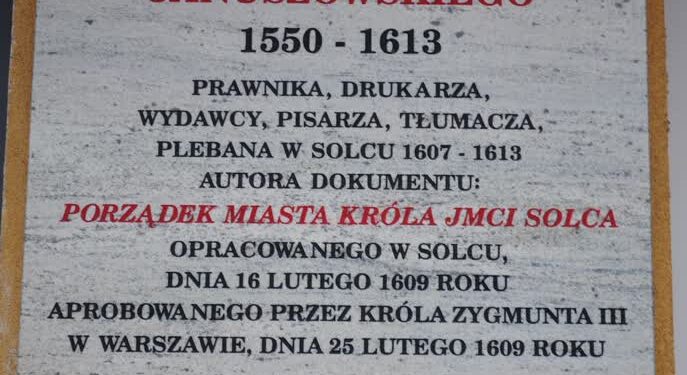 JANUSZOWSKIEGO
1550 - 1613
PRAWNIKA, DRUKARZA,
WYDAWCY, PISARZA, TŁUMACZA,
PLEBANA W SOLCU 1607 - 1613
AUTORA DOKUMENTU:
PORZĄDEK MIASTA KRÓLA JMCI SOLCA
OPRACOWANEGO W SOLCU,
DNIA 16 LUTEGO 1609 ROKU
APROBOWANEGO PRZEZ KRÓLA ZYGMUNTA III
W WARSZAWIE, DNIA 25 LUTEGO 1609 ROKU